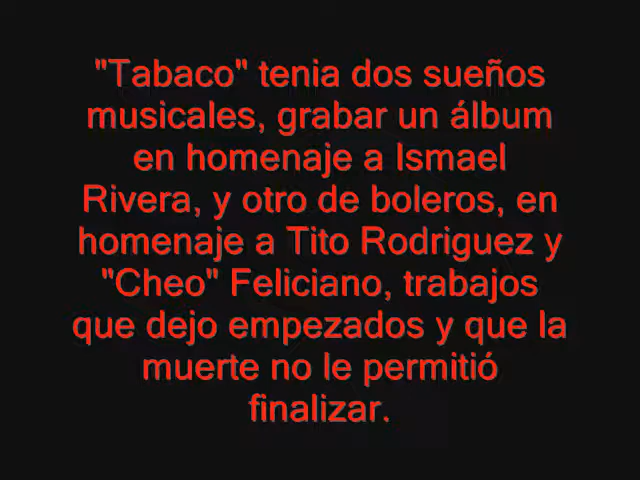 "Tabaco" tenia dos sueños
musicales, grabar un álbum
en homenaje a Ismael
Rivera, y otro de boleros, en
homenaje a Tito Rodriguez y
"Cheo" Feliciano, trabajos
que dejo empezados y que la
muerte no le permitió
finalizar.